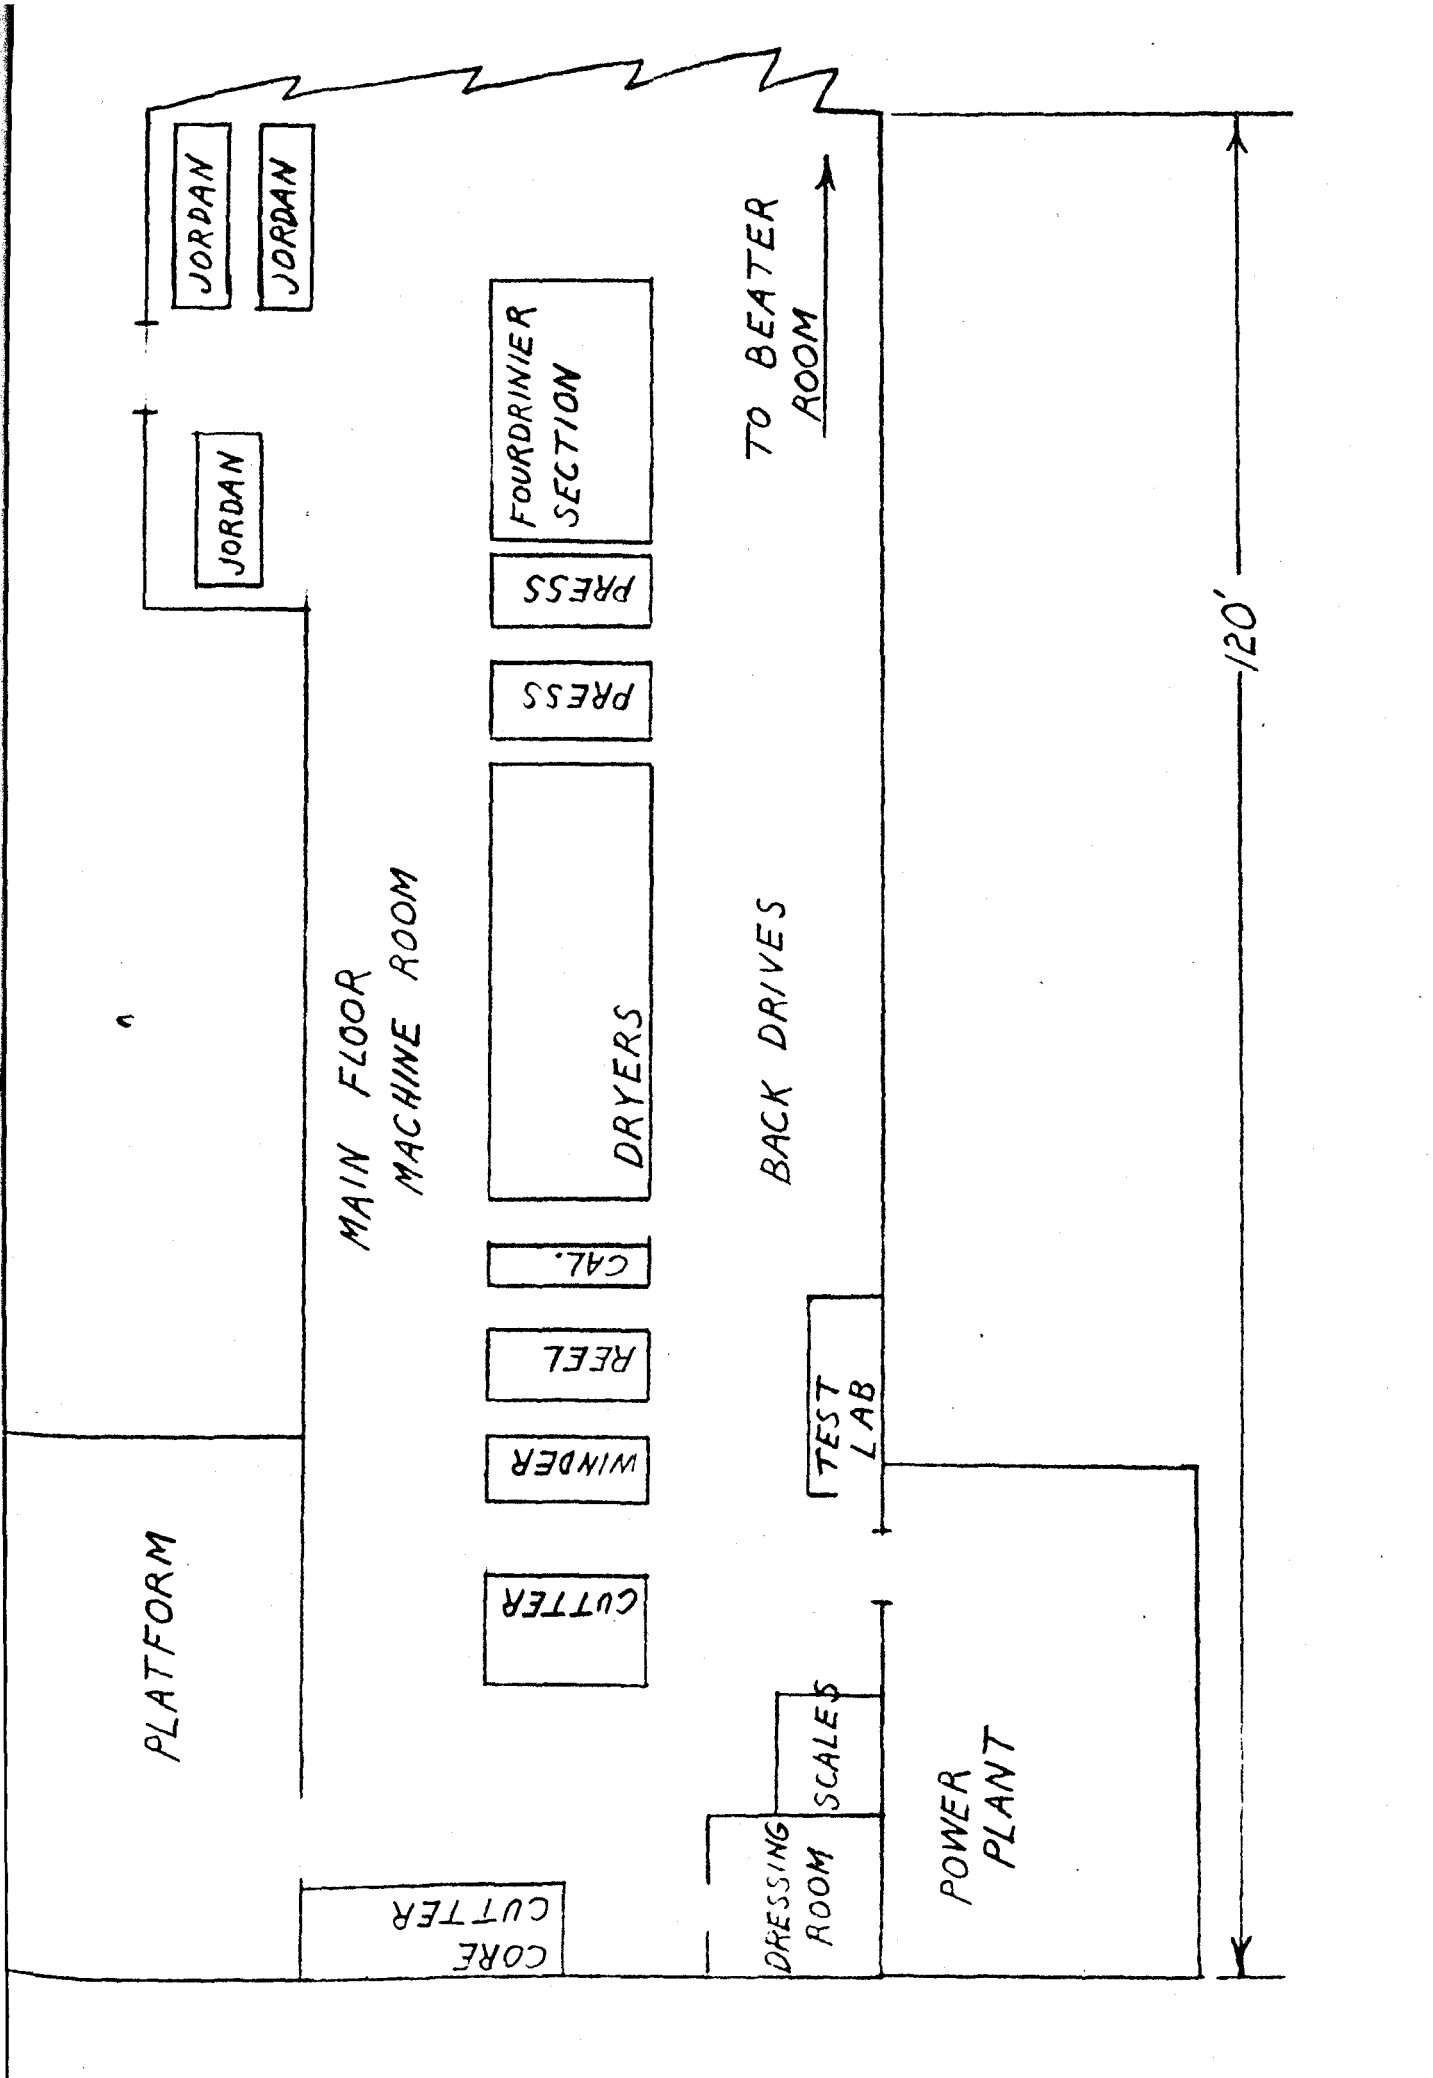 JORDAN
JORDAN
JORDAN
FOURDRINIER
SECTION
TO BEATER
ROOM
PRESS
PRESS
120'
MAIN FLOOR
MACHINE ROOM
DRYERS
BACK DRIVES
CAL.
REEL
TEST
LAB
WINDER
CUTTER
PLATFORM
SCALES
POWER
PLANT
DRESSING
ROOM
CORE
CUTTER